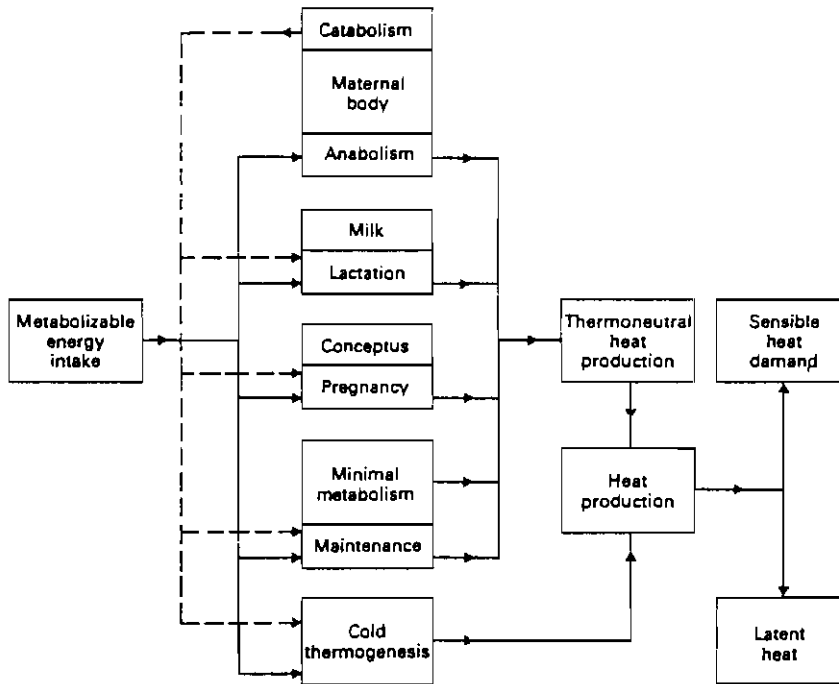 Catabolism
Maternal
body
Anabolism
Milk
Lactation
Metabolizable
energy
intake
Conceptus
Pregnancy
Thermoneutral
heat
production
Sensible
heat
demand
Minimal
metabolism
Maintenance
Heat
production
Cold
thermogenesis
Latent
heat